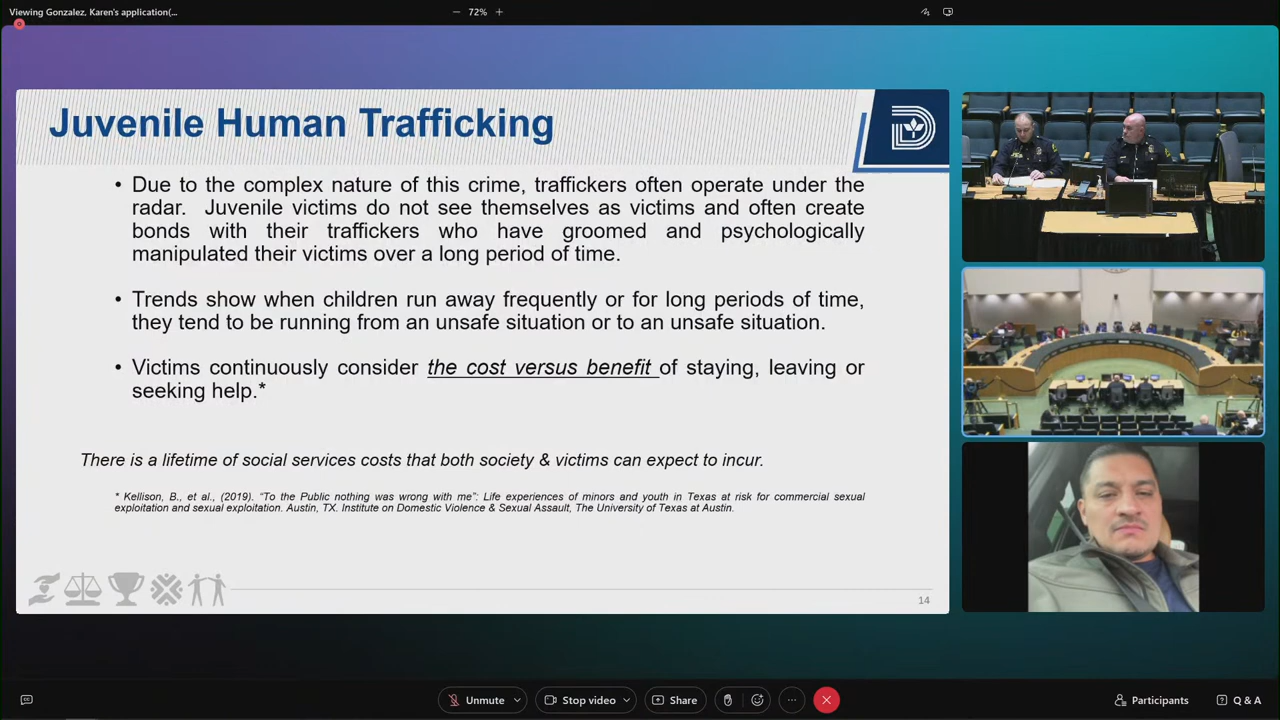 Viewing Gonzalez, Karen's application(...
72%
Juvenile Human Trafficking
• Due to the complex nature of this crime, traffickers often operate under the
radar. Juvenile victims do not see themselves as victims and often create
bonds with their traffickers who have groomed and psychologically
manipulated their victims over a long period of time.
• Trends show when children run away frequently or for long periods of time,
they tend to be running from an unsafe situation or to an unsafe situation.
• Victims continuously consider the cost versus benefit of staying, leaving or
seeking help.*
There is a lifetime of social services costs that both society & victims can expect to incur.
* Kellison, B., et al., (2019). “To the Public nothing was wrong with me”: Life experiences of minors and youth in Texas at risk for commercial sexual
exploitation and sexual exploitation. Austin, TX. Institute on Domestic Violence & Sexual Assault, The University of Texas at Austin.
14
Unmute
Stop video
Share
Participants
Q & A